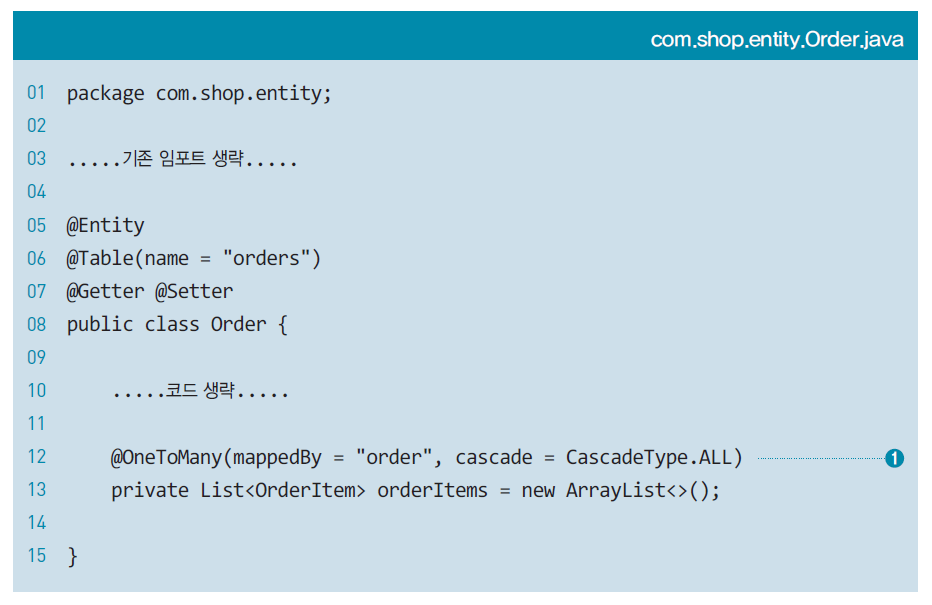 com.shop.entity.Order.java
01 package com.shop.entity;
02
03 .....기존 임포트 생략.....
04
05 @Entity
06 @Table(name = "orders")
07 @Getter @Setter
08 public class Order {
09
10 .....코드 생략.....
11
12 @OneToMany(mappedBy = "order", cascade = CascadeType.ALL) ❶
13 private List<OrderItem> orderItems = new ArrayList<>();
14
15 }